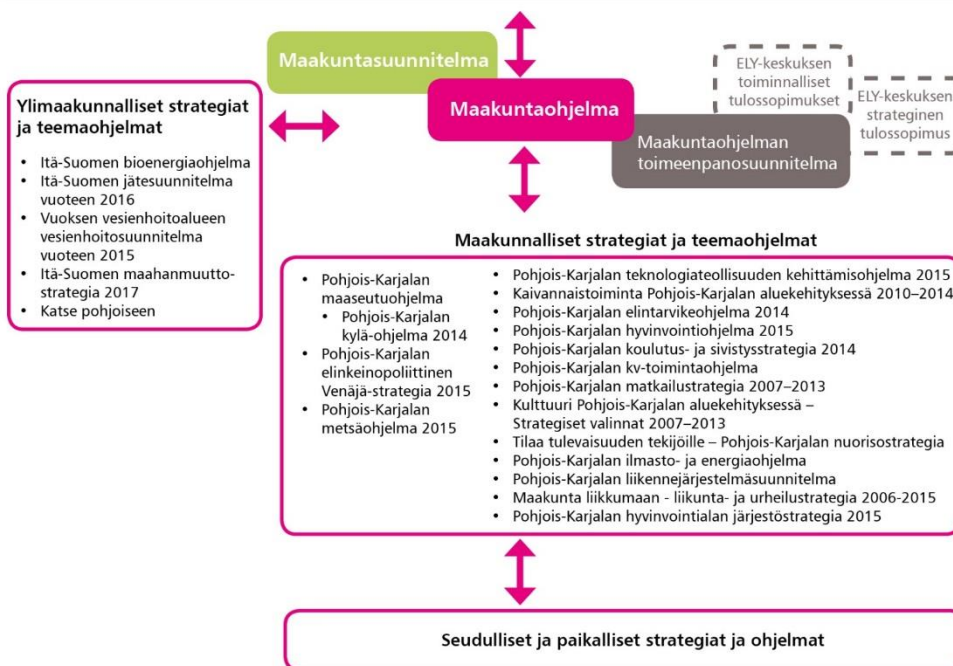 Maakuntasuunnitelma
Maakuntaohjelma
ELY-keskuksen
toiminnalliset
tulossopimukset
ELY-keskuksen
strateginen
tulossopimus
Maakuntaohjelman
toimeenpanosuunnitelma
Ylimaakunnalliset strategiat
ja teemaohjelmat
• Itä-Suomen bioenergiaohjelma
• Itä-Suomen jätesuunnitelma
vuoteen 2016
• Vuoksen vesienhoitoalueen
vesienhoitosuunnitelma
vuoteen 2015
• Itä-Suomen maahanmuutto-
strategia 2017
• Katse pohjoiseen
Maakunnalliset strategiat ja teemaohjelmat
• Pohjois-Karjalan
maaseutuohjelma
• Pohjois-Karjalan
kylä-ohjelma 2014
• Pohjois-Karjalan
elinkeinopoliittinen
Venäjä-strategia 2015
• Pohjois-Karjalan
metsäohjelma 2015
• Pohjois-Karjalan teknologiateollisuuden kehittämisohjelma 2015
• Kaivannaistoiminta Pohjois-Karjalan aluekehityksessä 2010–2014
• Pohjois-Karjalan elintarvikeohjelma 2014
• Pohjois-Karjalan hyvinvointiohjelma 2015
• Pohjois-Karjalan koulutus- ja sivistysstrategia 2014
• Pohjois-Karjalan kv-toimintaohjelma
• Pohjois-Karjalan matkailustrategia 2007–2013
• Kulttuuri Pohjois-Karjalan aluekehityksessä –
Strategiset valinnat 2007–2013
• Tilaa tulevaisuuden tekijöille – Pohjois-Karjalan nuorisostrategia
• Pohjois-Karjalan ilmasto- ja energiaohjelma
• Pohjois-Karjalan liikennejärjestelmäsuunnitelma
• Maakunta liikkumaan - liikunta- ja urheilustrategia 2006-2015
• Pohjois-Karjalan hyvinvointialan järjestöstrategia 2015
Seudulliset ja paikalliset strategiat ja ohjelmat